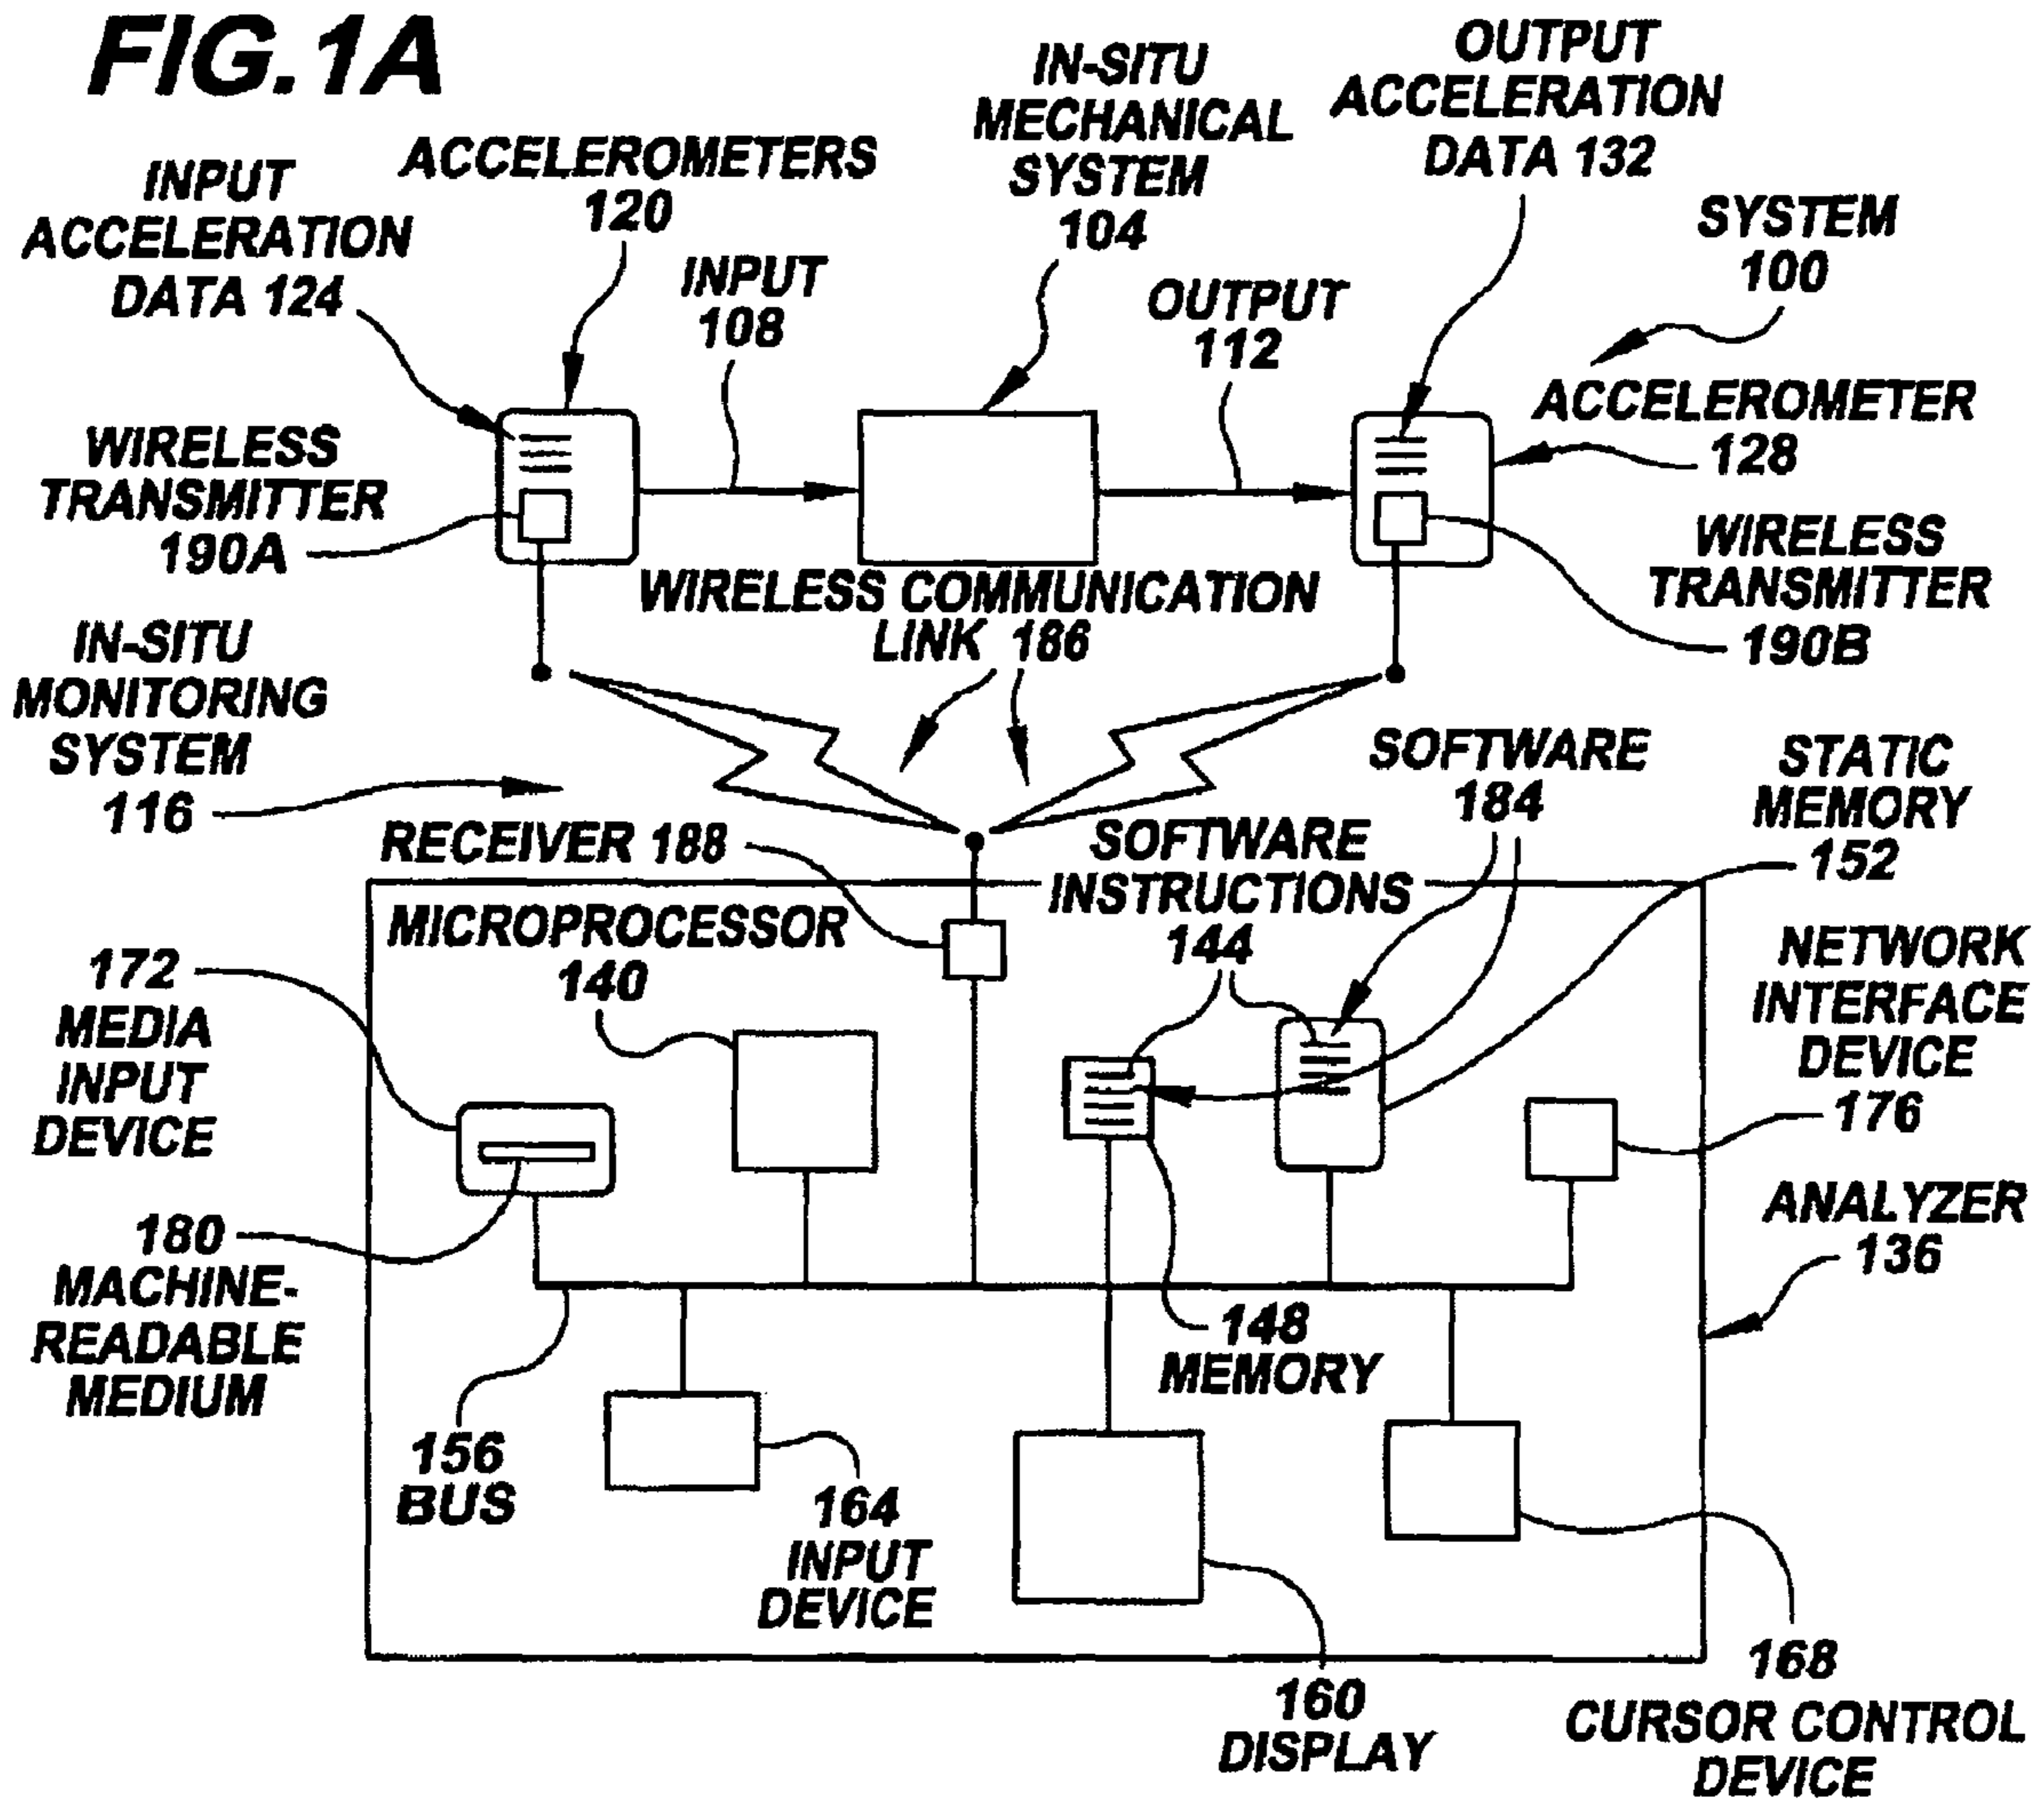 FIG.1A
INPUT
ACCELERATION
DATA 124
ACCELEROMETERS
120
INPUT
108
IN-SITU
MECHANICAL
SYSTEM
104
OUTPUT
112
OUTPUT
ACCELERATION
DATA 132
SYSTEM
100
ACCELEROMETER
128
WIRELESS
TRANSMITTER
190A
WIRELESS COMMUNICATION
LINK 186
WIRELESS
TRANSMITTER
190B
IN-SITU
MONITORING
SYSTEM
116
RECEIVER 188
SOFTWARE
INSTRUCTIONS
144
SOFTWARE
184
STATIC
MEMORY
152
MICROPROCESSOR
140
172
MEDIA
INPUT
DEVICE
NETWORK
INTERFACE
DEVICE
176
180
MACHINE-
READABLE
MEDIUM
ANALYZER
136
148
MEMORY
156
BUS
164
INPUT
DEVICE
160
DISPLAY
168
CURSOR CONTROL
DEVICE